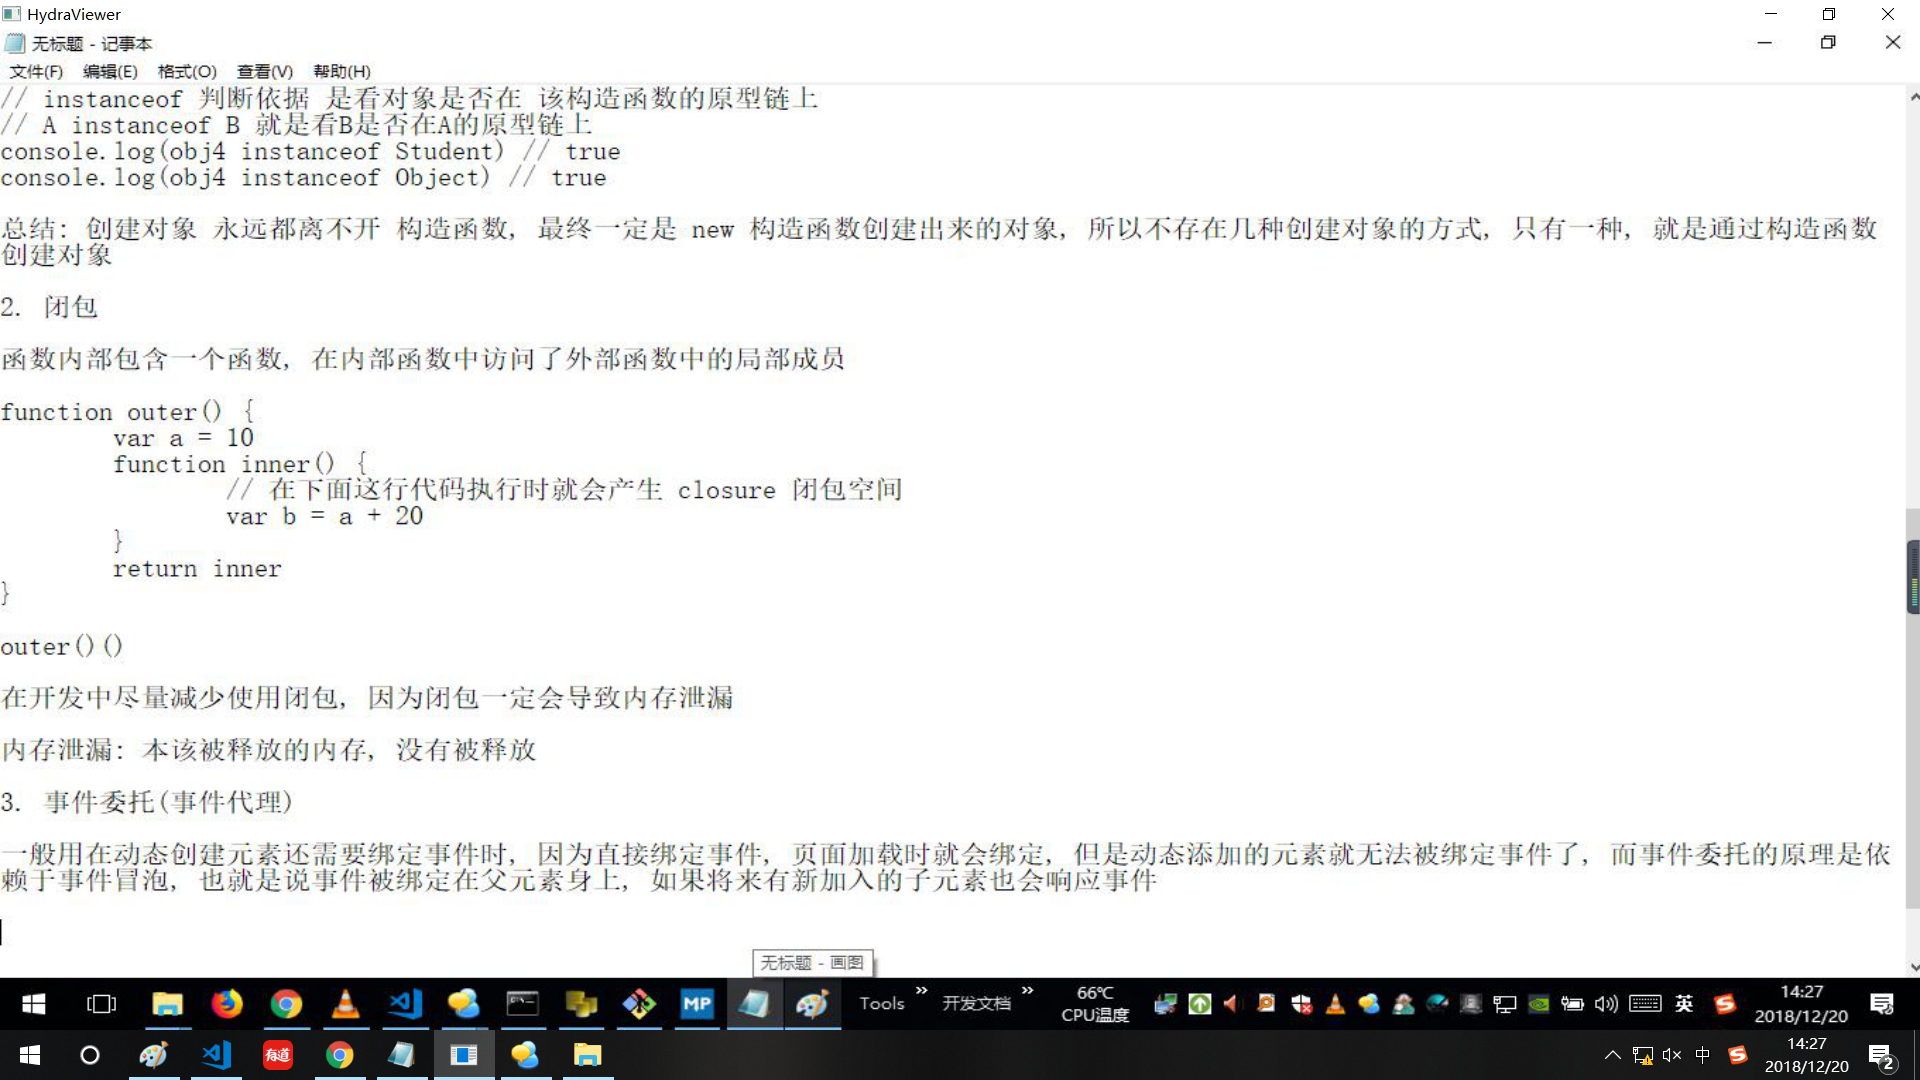 HydraViewer
无标题 - 记事本
文件(F) 编辑(E) 格式(O) 查看(V) 帮助(H)
// instanceof 判断依据 是看对象是否在 该构造函数的原型链上
// A instanceof B 就是看B是否在A的原型链上
console.log(obj4 instanceof Student) // true
console.log(obj4 instanceof Object) // true
总结: 创建对象 永远都离不开 构造函数, 最终一定是 new 构造函数创建出来的对象, 所以不存在几种创建对象的方式, 只有一种, 就是通过构造函数
创建对象
2. 闭包
函数内部包含一个函数, 在内部函数中访问了外部函数中的局部成员
function outer() {
var a = 10
function inner() {
// 在下面这行代码执行时就会产生 closure 闭包空间
var b = a + 20
}
return inner
}
outer()()
在开发中尽量减少使用闭包, 因为闭包一定会导致内存泄漏
内存泄漏: 本该被释放的内存, 没有被释放
3. 事件委托(事件代理)
一般用在动态创建元素还需要绑定事件时, 因为直接绑定事件, 页面加载时就会绑定, 但是动态添加的元素就无法被绑定事件了, 而事件委托的原理是依
赖于事件冒泡, 也就是说事件被绑定在父元素身上, 如果将来有新加入的子元素也会响应事件
无标题 - 画图
MP
Tools » 开发文档 »
66℃
CPU温度
英
14:27
2018/12/20
有道
中
14:27
2018/12/20
2